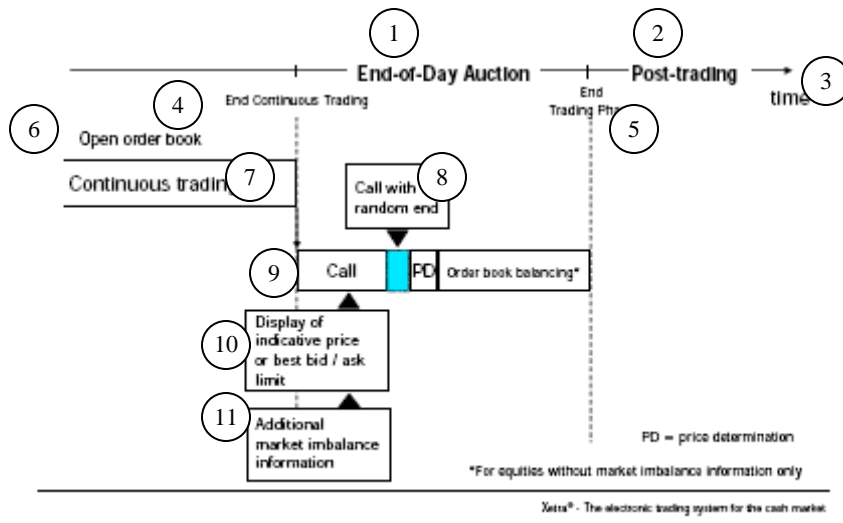 1
2
End-of-Day Auction
Post-trading
3
time
4
End Continuous Trading
End
Trading
5
6
Open order book
7
Continuous
8
Call with
random end
9
Call
PD
Order book balancing*
10
Display of
indicative price
or best bid / ask
limit
11
Additional
market imbalance
information
PD = price determination
*For equities without market imbalance information only
Xetra® - The electronic trading system for the cash market